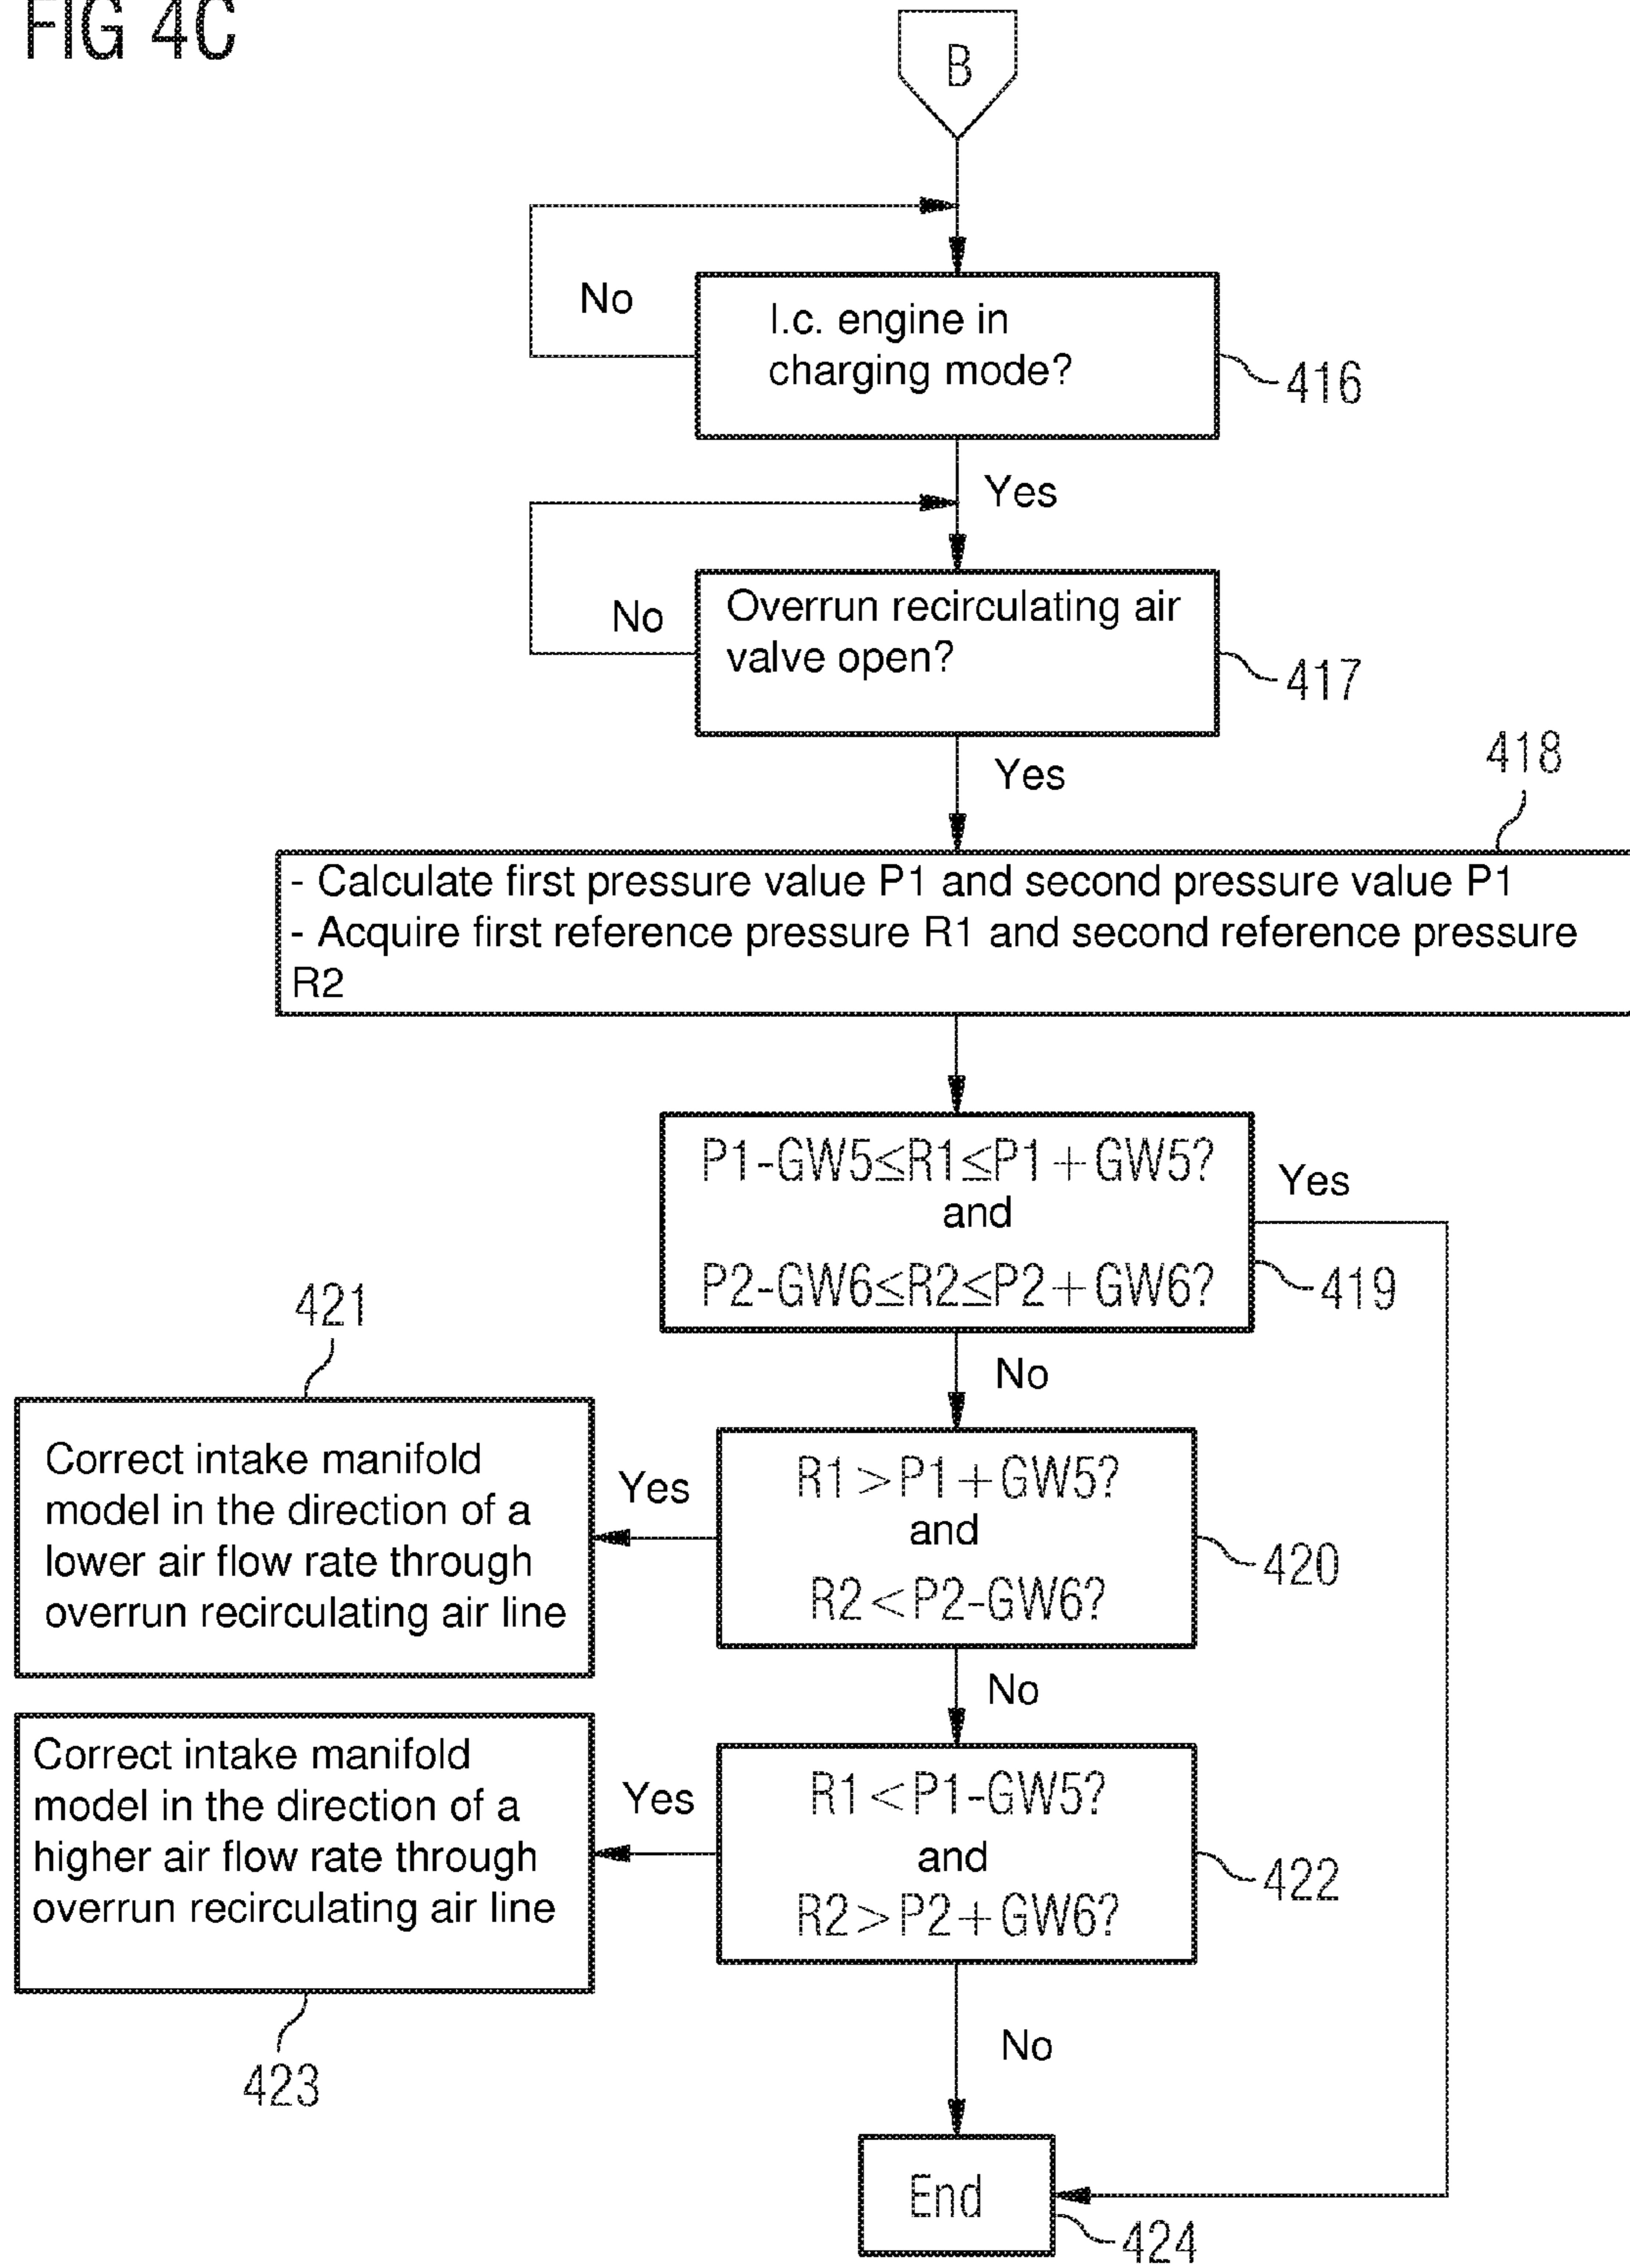 FIG 4C
B
No
I.c. engine in
charging mode?
416
Yes
No
Overrun recirculating air
valve open?
417
Yes
418
- Calculate first pressure value P1 and second pressure value P1
- Acquire first reference pressure R1 and second reference pressure
R2
P1-GW5≤R1≤P1+GW5?
and
P2-GW6≤R2≤P2+GW6?
Yes
419
No
421
Correct intake manifold
model in the direction of a
lower air flow rate through
overrun recirculating air line
Yes
R1>P1+GW5?
and
R2<P2-GW6?
420
No
Correct intake manifold
model in the direction of a
higher air flow rate through
overrun recirculating air line
423
Yes
R1<P1-GW5?
and
R2>P2+GW6?
422
No
End
424